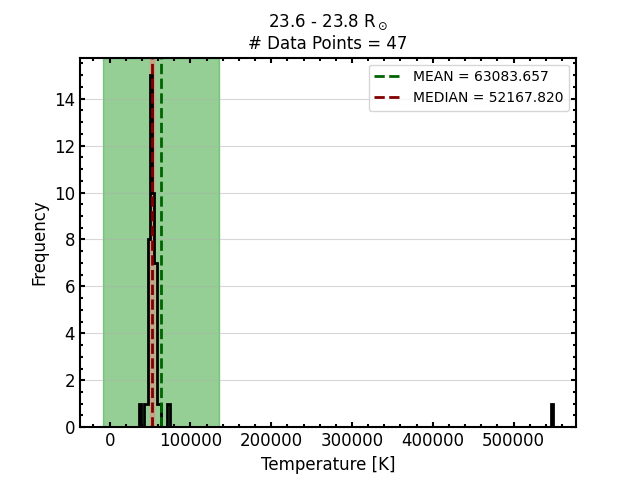 23.6 - 23.8 R☉
# Data Points = 47
MEAN = 63083.657
MEDIAN = 52167.820
Frequency
14
12
10
8
6
4
2
0
0 100000 200000 300000 400000 500000
Temperature [K]